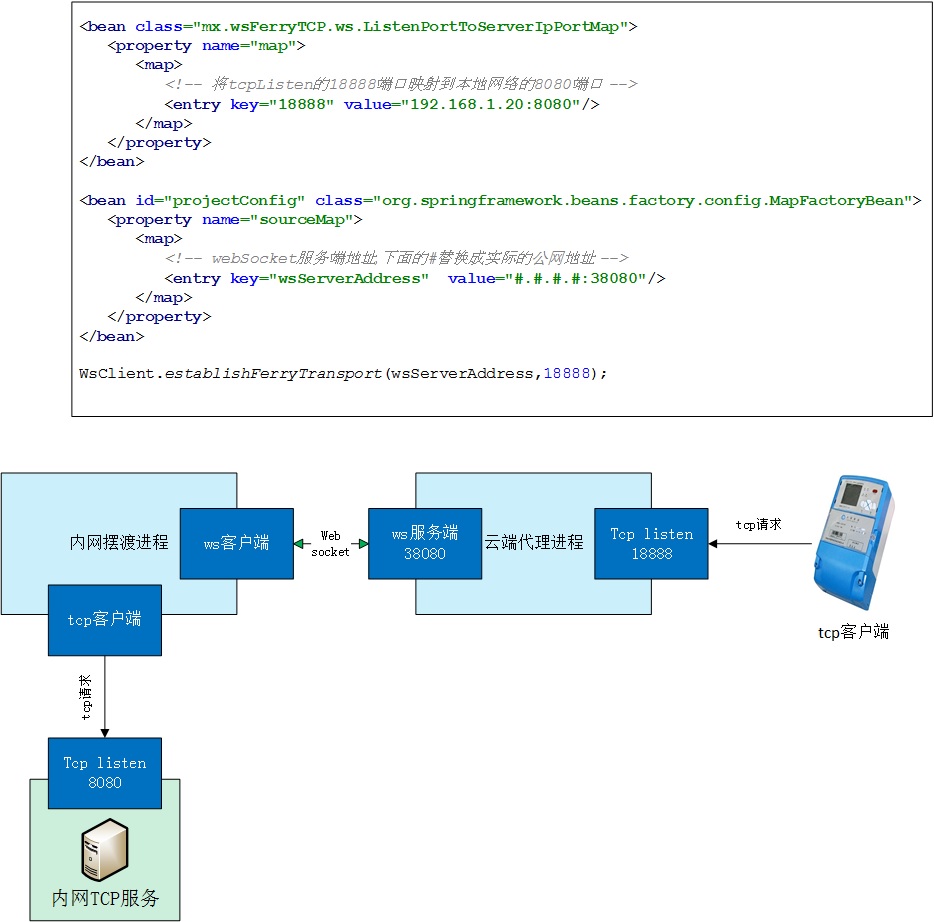 <bean class="mx.wsFerryTCP.ws.ListenPortToServerIpPortMap">
<property name="map">
<map>
<!-- 将tcpListen的18888端口映射到本地网络的8080端口 -->
<entry key="18888" value="192.168.1.20:8080"/>
</map>
</property>
</bean>
<bean id="projectConfig" class="org.springframework.beans.factory.config.MapFactoryBean">
<property name="sourceMap">
<map>
<!-- webSocket服务端地址,下面的#替换成实际的公网地址 -->
<entry key="wsServerAddress" value="#.#.#.#:38080"/>
</map>
</property>
</bean>
WsClient.establishFerryTransport(wsServerAddress,18888);
内网摆渡进程
ws客户端
Web
socket
ws服务端
38080
云端代理进程
Tcp listen
18888
tcp请求
tcp客户端
tcp客户端
tcp请求
Tcp listen
8080
内网TCP服务